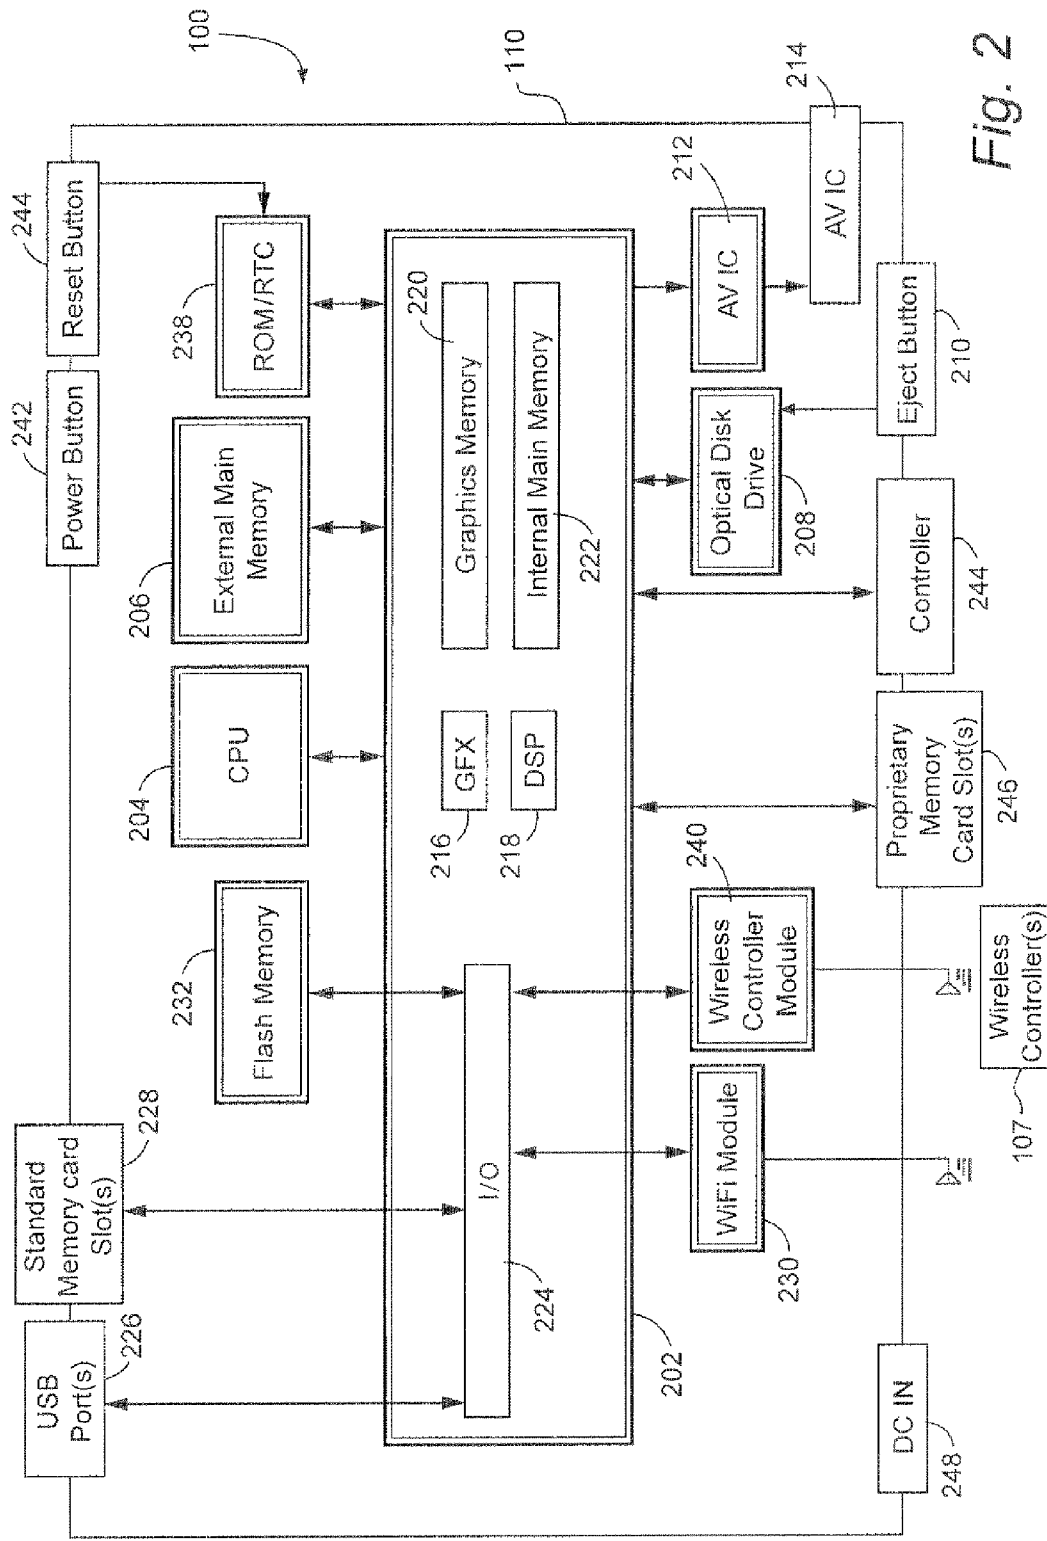 226
USB
Port(s)
228
Standard
Memory card
Slot(s)
242
Power Button
244
Reset Button
100
232
Flash Memory
204
CPU
206
External Main
Memory
238
ROM/RTC
110
I/O
224
202
216
GFX
218
DSP
220
Graphics Memory
Internal Main Memory
222
WiFi Module
230
240
Wireless
Controller
Module
Optical Disk
Drive
208
212
AV IC
214
AV IC
DC IN
248
Proprietary
Memory
Card Slot(s)
246
Controller
244
Eject Button
210
107
Wireless
Controller(s)
Fig. 2